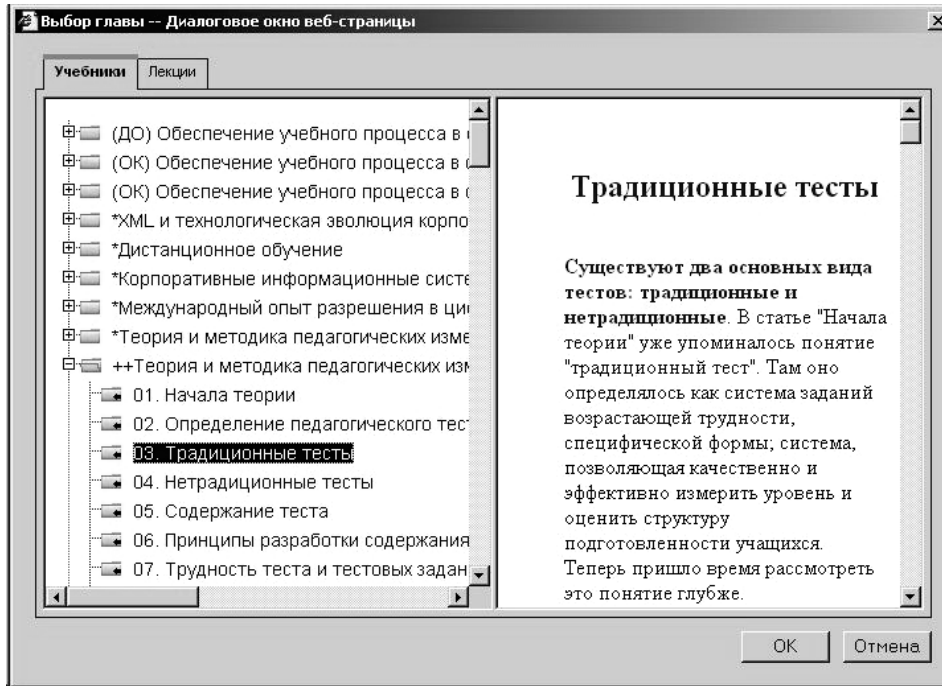 Выбор главы -- Диалоговое окно веб-страницы
Учебники
Лекции
(ДО) Обеспечение учебного процесса в
(ОК) Обеспечение учебного процесса в
(ОК) Обеспечение учебного процесса в
*XML и технологическая эволюция корпо
*Дистанционное обучение
*Корпоративные информационные систе
*Международный опыт разрешения в ци
*Теория и методика педагогических изме
++Теория и методика педагогических изм
01. Начала теории
02. Определение педагогического тес
03. Традиционные тесты
04. Нетрадиционные тесты
05. Содержание теста
06. Принципы разработки содержания
07. Трудность теста и тестовых задан
Традиционные тесты
Существуют два основных вида
тестов: традиционные и
нетрадиционные. В статье "Начала
теории" уже упоминалось понятие
"традиционный тест". Там оно
определялось как система заданий
возрастающей трудности,
специфической формы; система,
позволяющая качественно и
эффективно измерить уровень и
оценить структуру
подготовленности учащихся.
Теперь пришло время рассмотреть
это понятие глубже.
ОК
Отмена